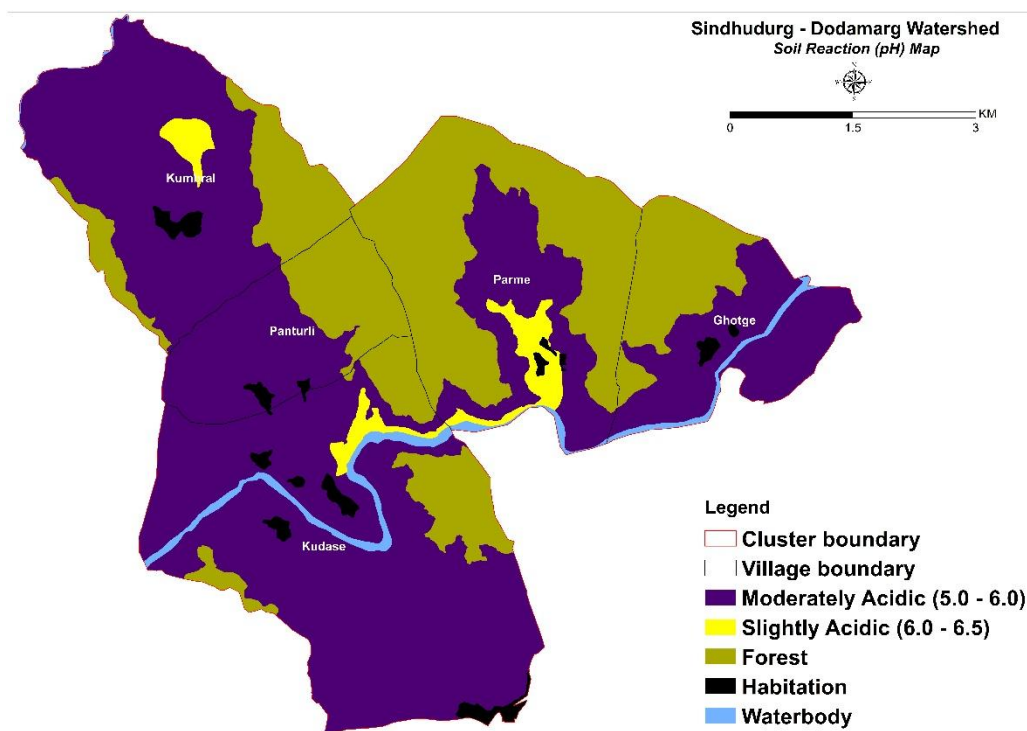 Sindhudurg - Dodamarg Watershed
Soil Reaction (pH) Map
N
W
E
S
KM
0 1.5 3
Kumbral
Parme
Panturli
Ghotge
Kudase
Legend
Cluster boundary
Village boundary
Moderately Acidic (5.0 - 6.0)
Slightly Acidic (6.0 - 6.5)
Forest
Habitation
Waterbody